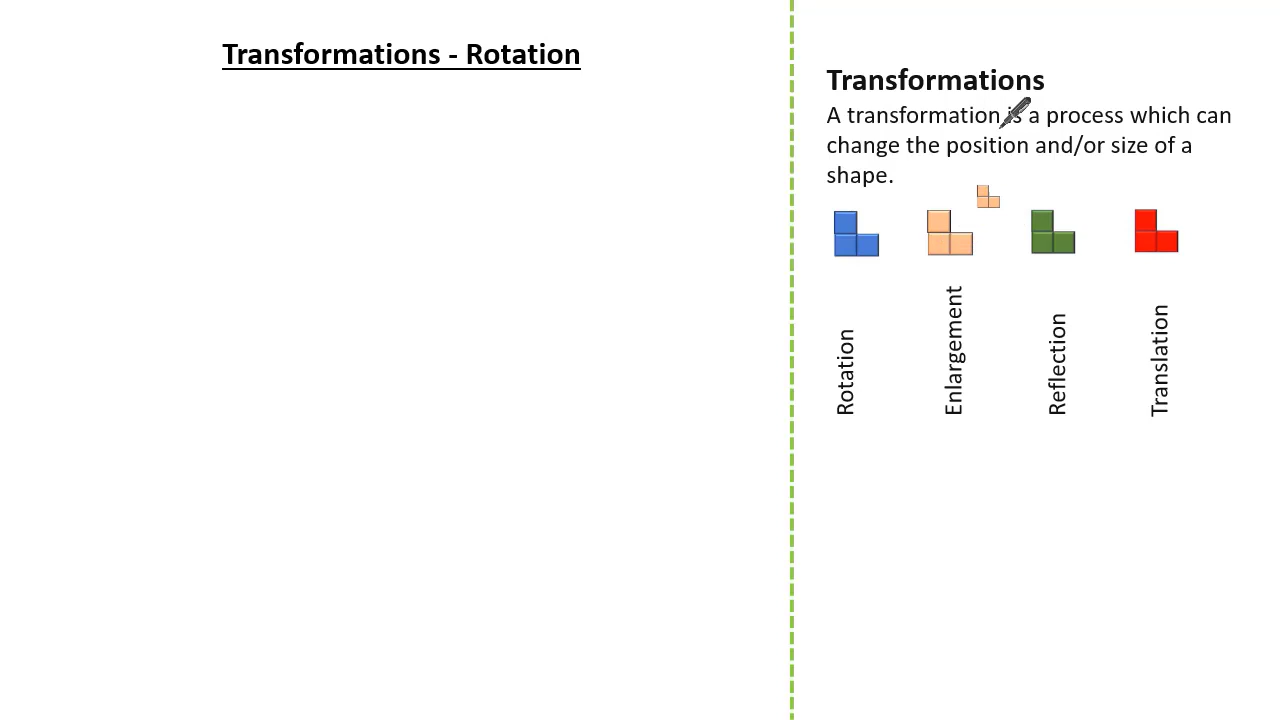 Transformations - Rotation
Transformations
A transformation is a process which can
change the position and/or size of a
shape.
Rotation
Enlargement
Reflection
Translation